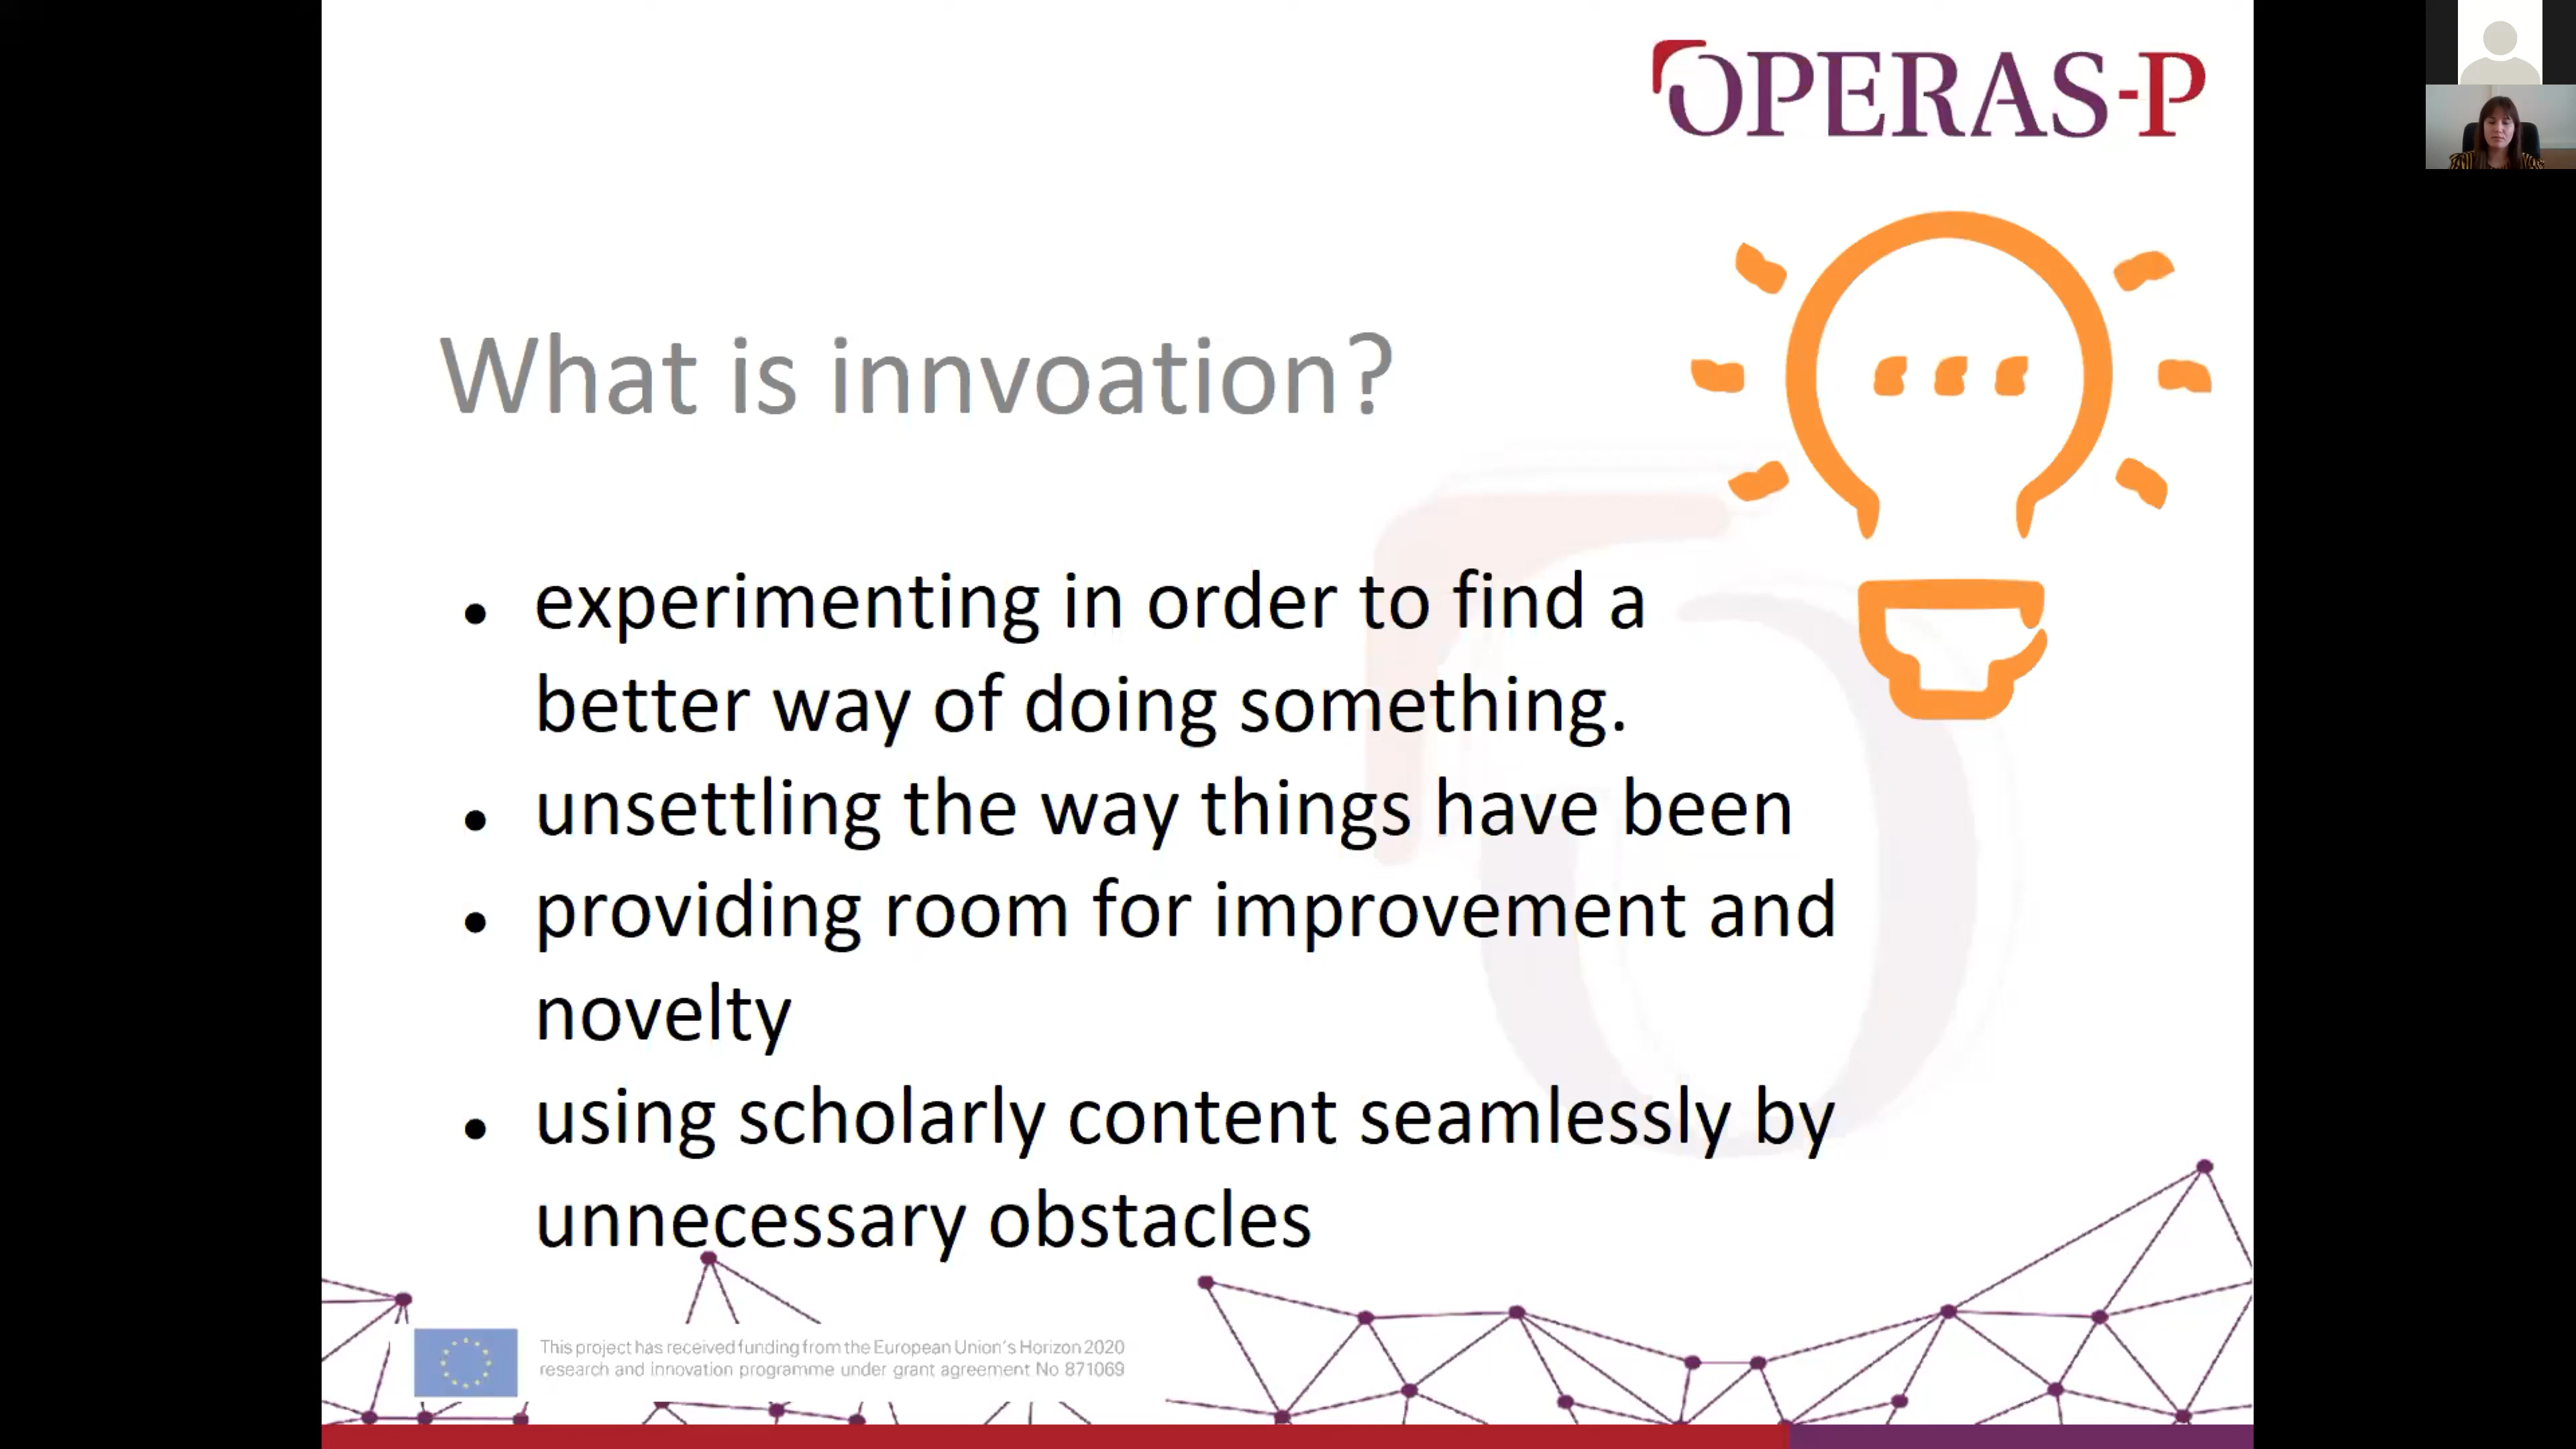 OPERAS-P
What is innvoation?
• experimenting in order to find a
better way of doing something.
• unsettling the way things have been
• providing room for improvement and
novelty
• using scholarly content seamlessly by
unnecessary obstacles
This project has received funding from the European Union's Horizon 2020
research and innovation programme under grant agreement No 871069